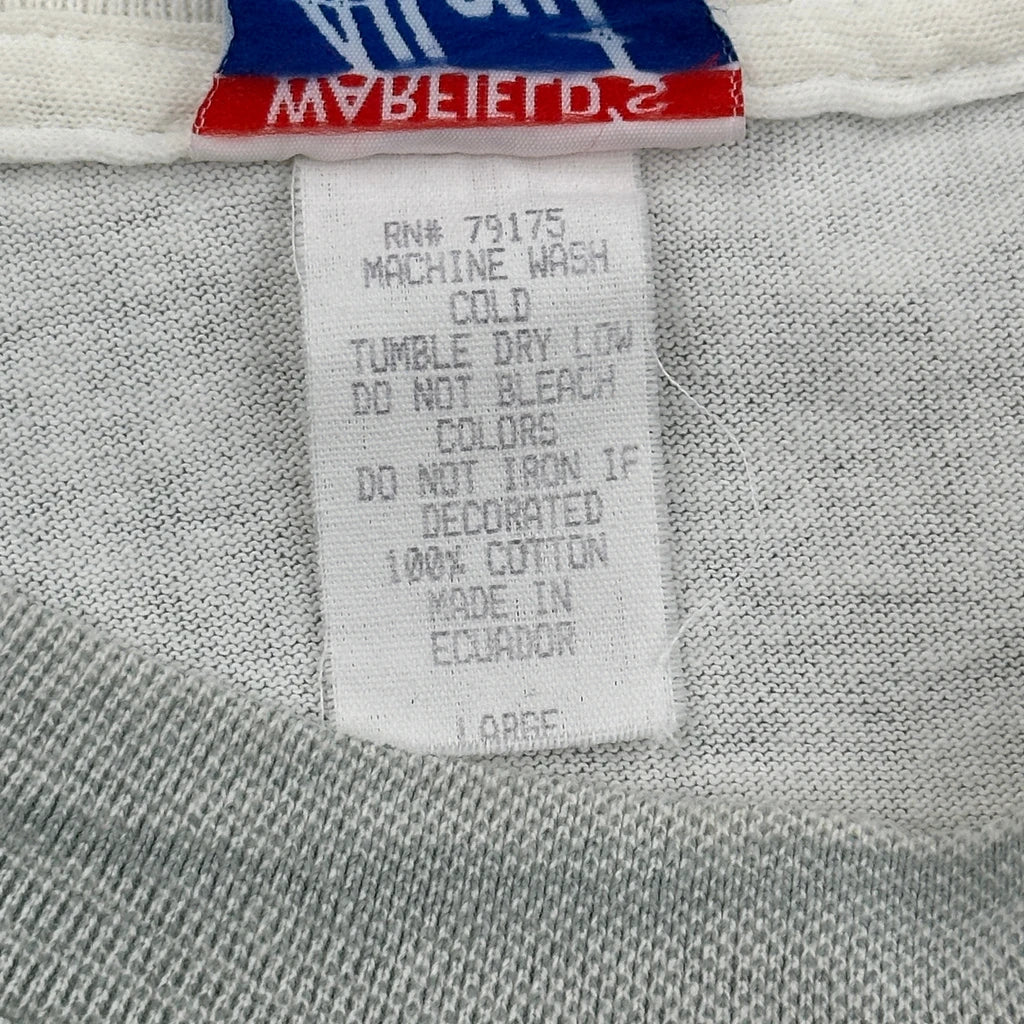 WARFIELD'S
RN# 79175
MACHINE WASH
COLD
TUMBLE DRY LOW
DO NOT BLEACH
COLORS
DO NOT IRON IF
DECORATED
100% COTTON
MADE IN
ECUADOR
LARGE